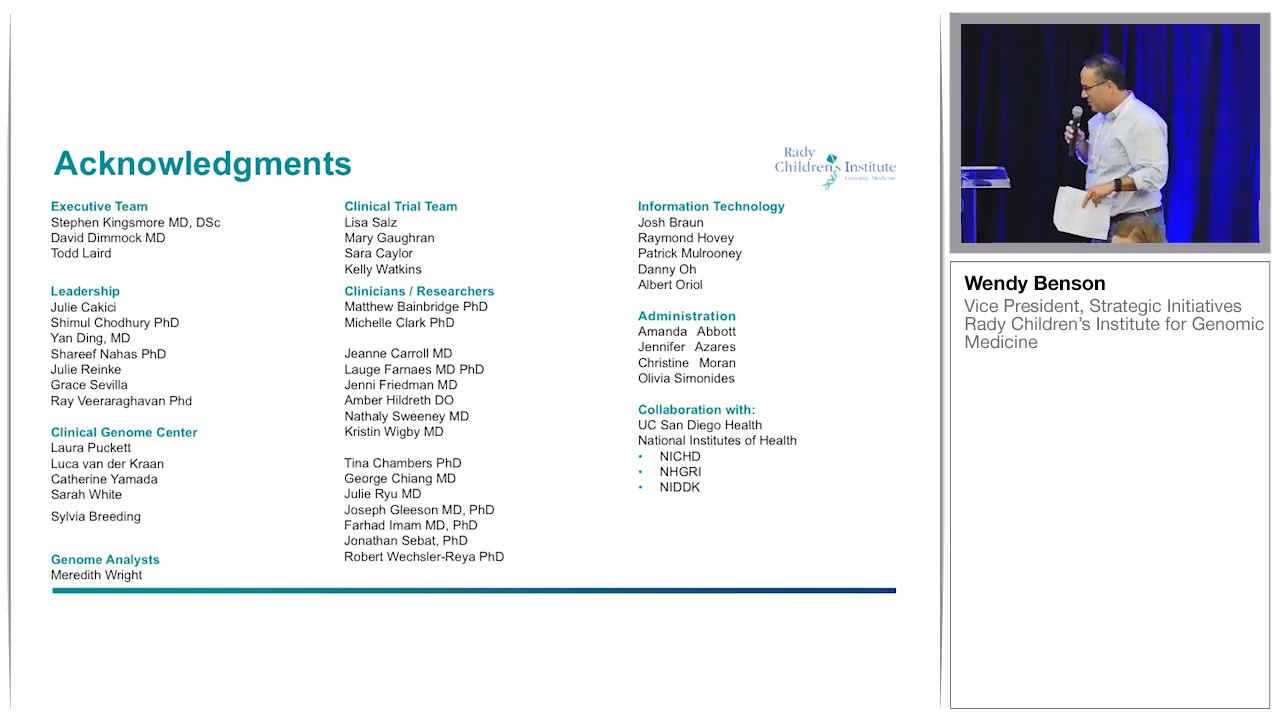 Acknowledgments
Rady
Children's Institute
Genomic Medicine
Executive Team
Stephen Kingsmore MD, DSc
David Dimmock MD
Todd Laird
Leadership
Julie Cakici
Shimul Chodhury PhD
Yan Ding, MD
Shareef Nahas PhD
Julie Reinke
Grace Sevilla
Ray Veeraraghavan Phd
Clinical Genome Center
Laura Puckett
Luca van der Kraan
Catherine Yamada
Sarah White
Sylvia Breeding
Genome Analysts
Meredith Wright
Clinical Trial Team
Lisa Salz
Mary Gaughran
Sara Caylor
Kelly Watkins
Clinicians / Researchers
Matthew Bainbridge PhD
Michelle Clark PhD
Jeanne Carroll MD
Lauge Farnaes MD PhD
Jenni Friedman MD
Amber Hildreth DO
Nathaly Sweeney MD
Kristin Wigby MD
Tina Chambers PhD
George Chiang MD
Julie Ryu MD
Joseph Gleeson MD, PhD
Farhad Imam MD, PhD
Jonathan Sebat, PhD
Robert Wechsler-Reya PhD
Information Technology
Josh Braun
Raymond Hovey
Patrick Mulrooney
Danny Oh
Albert Oriol
Administration
Amanda Abbott
Jennifer Azares
Christine Moran
Olivia Simonides
Collaboration with:
UC San Diego Health
National Institutes of Health
• NICHD
• NHGRI
• NIDDK
Wendy Benson
Vice President, Strategic Initiatives
Rady Children's Institute for Genomic
Medicine